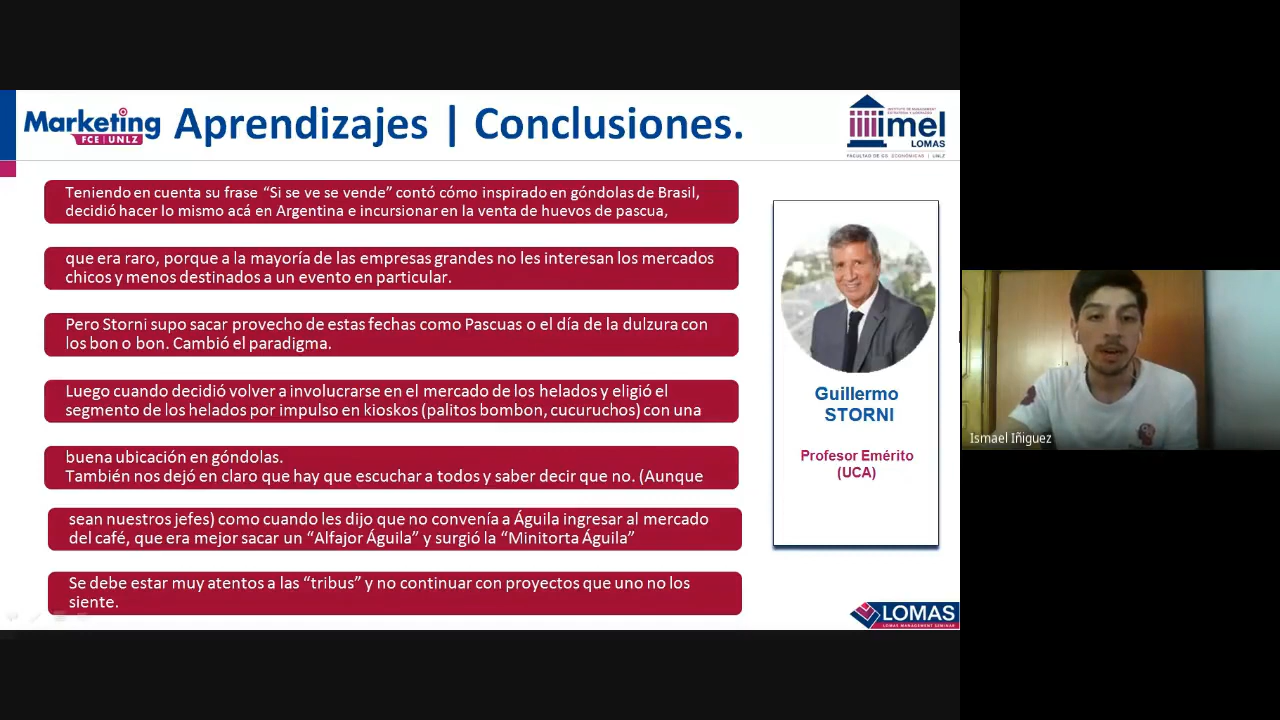 Marketing
FCE | UNLZ
Aprendizajes | Conclusiones.
imel
LOMAS
FACULTAD DE CS. ECONÓMICAS | UNLZ
Teniendo en cuenta su frase “Si se ve se vende” contó cómo inspirado en góndolas de Brasil,
decidió hacer lo mismo acá en Argentina e incursionar en la venta de huevos de pascua,
que era raro, porque a la mayoría de las empresas grandes no les interesan los mercados
chicos y menos destinados a un evento en particular.
Pero Storni supo sacar provecho de estas fechas como Pascuas o el día de la dulzura con
los bon o bon. Cambió el paradigma.
Luego cuando decidió volver a involucrarse en el mercado de los helados y eligió el
segmento de los helados por impulso en kioskos (palitos bombon, cucuruchos) con una
buena ubicación en góndolas.
También nos dejó en claro que hay que escuchar a todos y saber decir que no. (Aunque
sean nuestros jefes) como cuando les dijo que no convenía a Águila ingresar al mercado
del café, que era mejor sacar un “Alfajor Águila” y surgió la “Minitorta Águila”
Se debe estar muy atentos a las “tribus” y no continuar con proyectos que uno no los
siente.
Guillermo
STORNI
Profesor Emérito
(UCA)
LOMAS
LOMAS MANAGEMENT SEMINAR
Ismael Iñiguez